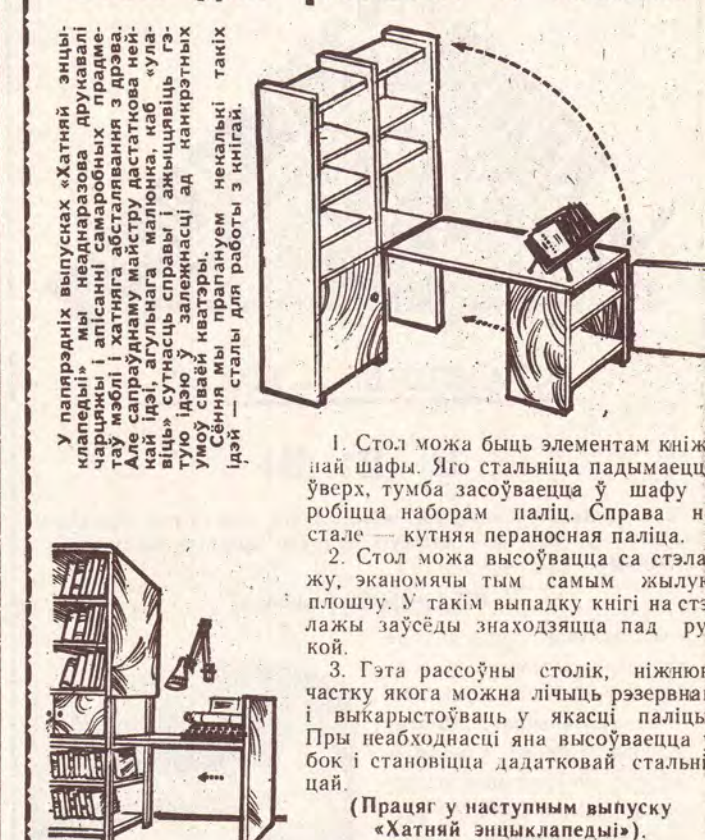 У папярэдніх выпусках «Хатняй энцы-
клапедыі» мы неаднаразова друкавалі
чарцяжы і апісанні самаробных прадме-
таў мэблі і хатняга абсталявання з дрэва.
Але сапраўднаму майстру дастаткова ней-
кай ідэі, агульнага малюнка, каб «ула-
віць» сутнасць справы і ажыццявіць гэ-
тую ідэю ў залежнасці ад канкрэтных
умоў сваёй кватэры.
Сёння мы прапануем некалькі такіх
ідэй — сталы для работы з кнігай.
1. Стол можа быць элементам кніж
най шафы. Яго стальніца падымаецц
ўверх, тумба засоўваецца ў шафу
робіцца наборам паліц. Справа н
стале — кутняя пераносная паліца.
2. Стол можа высоўвацца са стэла
жу, эканомячы тым самым жылую
плошчу. У такім выпадку кнігі на стэ
лажы заўсёды знаходзяцца пад ру
кой.
3. Гэта рассоўны столік, ніжнюю
частку якога можна лічыць рэзервнай
і выкарыстоўваць у якасці паліцы
Пры неабходнасці яна высоўваецца
бок і становіцца дадатковай стальні
цай.
(Працяг у наступным выпуску
«Хатняй энцыклапедыі»).